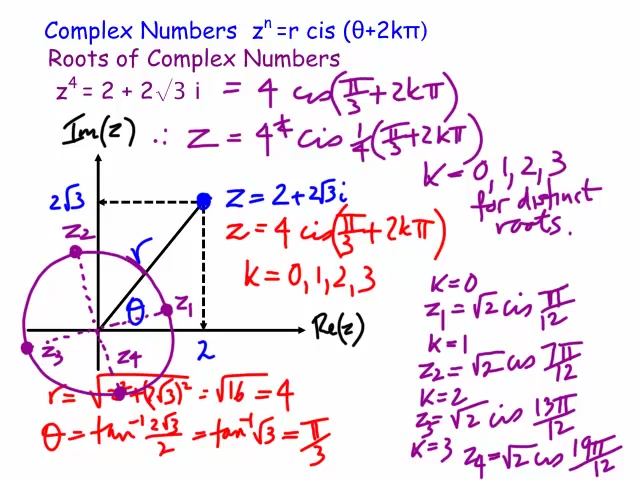 Complex Numbers zⁿ =r cis (θ+2kπ)
Roots of Complex Numbers
z⁴ = 2 + 2√3 i = 4 cis(π/3 + 2kπ)
Im(z) ∴ z = 4^¼ cis ¼(π/3 + 2kπ)
k = 0, 1, 2, 3
for distinct
roots.
2√3
z = 2 + 2√3i
z = 4 cis(π/3 + 2kπ)
k = 0, 1, 2, 3
z₂
r
θ
z₁
z₃
z₄
2
Re(z)
k = 0
z₁ = √2 cis π/12
k = 1
z₂ = √2 cis 7π/12
k = 2
z₃ = √2 cis 13π/12
k = 3 z₄ = √2 cis 19π/12
r = √(2² + (2√3)²) = √16 = 4
θ = tan⁻¹ 2√3/2 = tan⁻¹ √3 = π/3